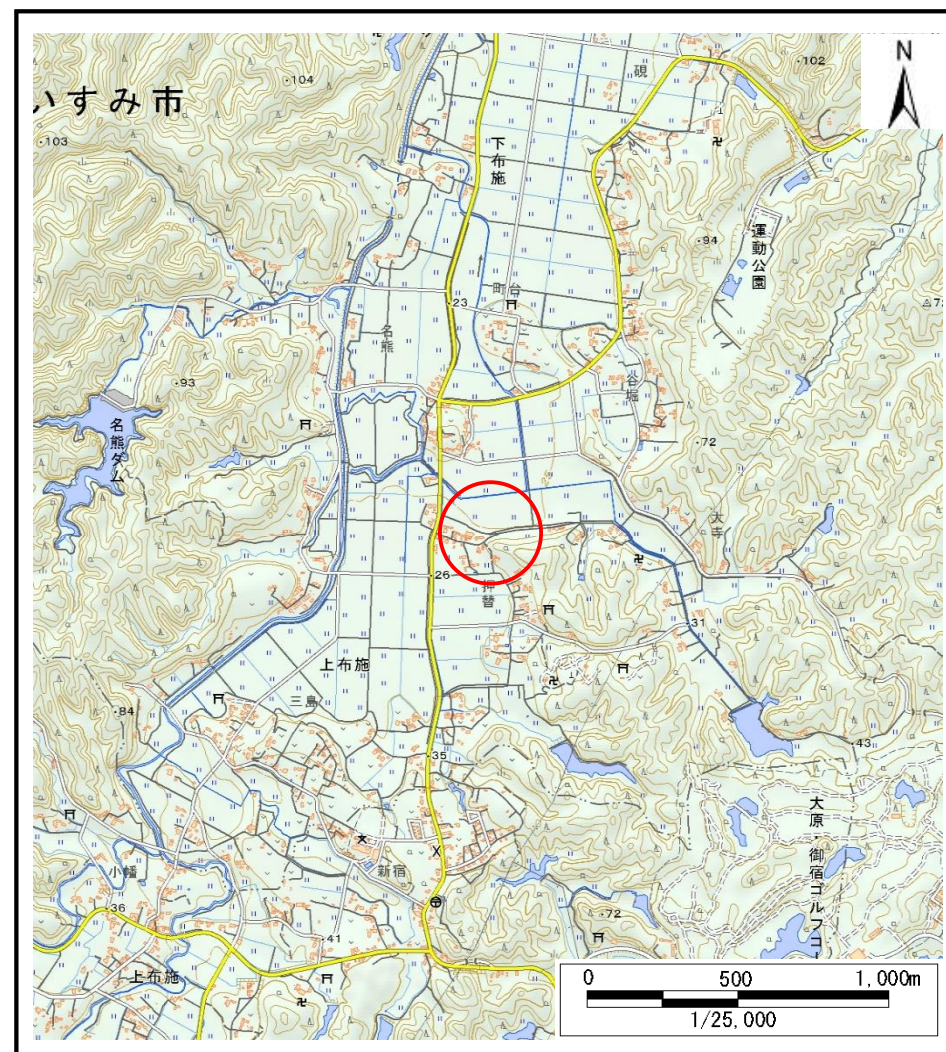 いすみ市
N
102
104
103
硯
下布施
運動公園
94
町台
23
名熊
谷堀
93
名熊ダム
72
大寺
26
押替
31
上布施
三島
84
35
43
大原・御宿ゴルフコー
小幡
新宿
36
41
72
上布施
0 500 1,000m
1/25,000